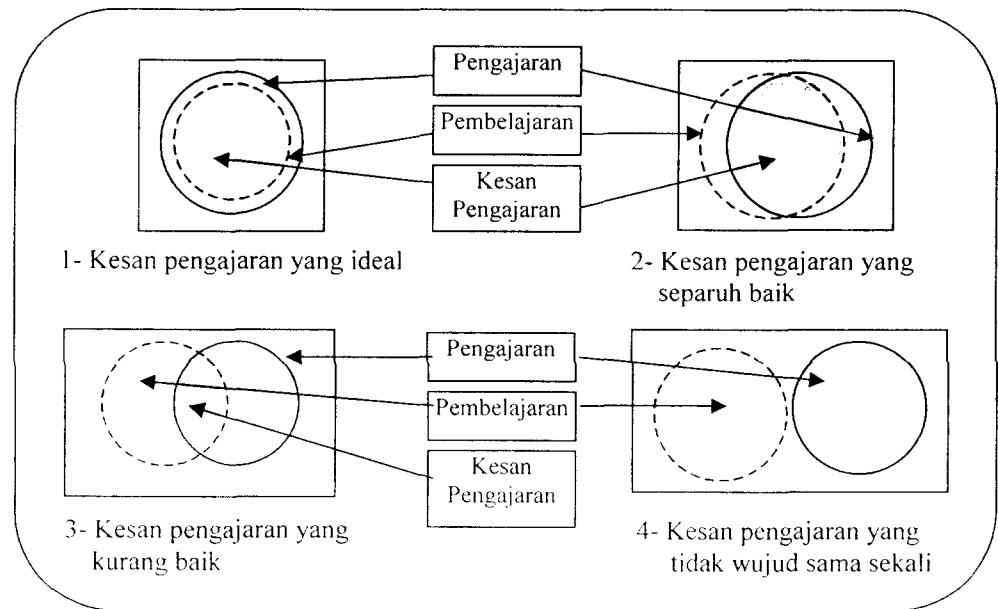 Pengajaran
Pembelajaran
Kesan
Pengajaran
1- Kesan pengajaran yang ideal
2- Kesan pengajaran yang
separuh baik
Pengajaran
Pembelajaran
Kesan
Pengajaran
3- Kesan pengajaran yang
kurang baik
4- Kesan pengajaran yang
tidak wujud sama sekali